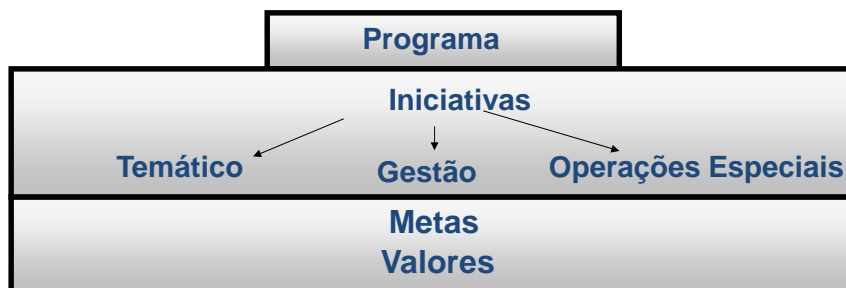 Programa
Iniciativas
Temático
Gestão
Operações Especiais
Metas
Valores